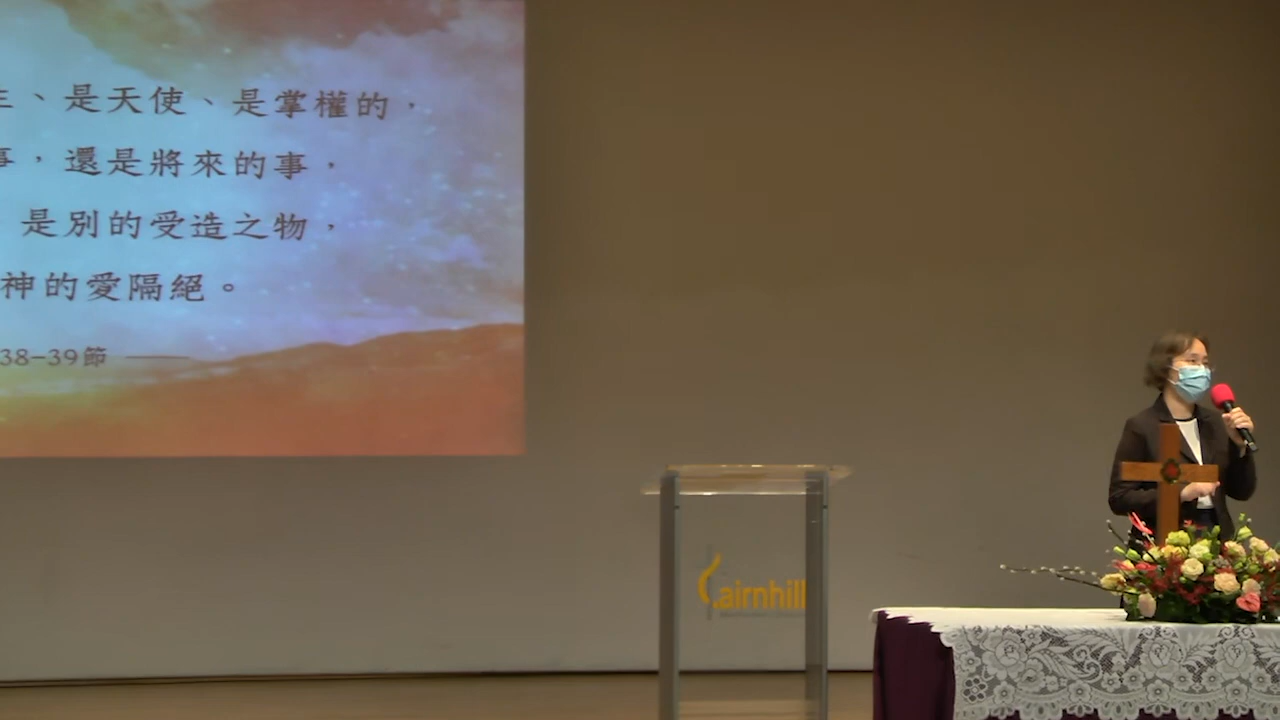 、是天使、是掌權的，
事，還是將來的事，
是別的受造之物，
神的愛隔絕。
38-39節
airnhill